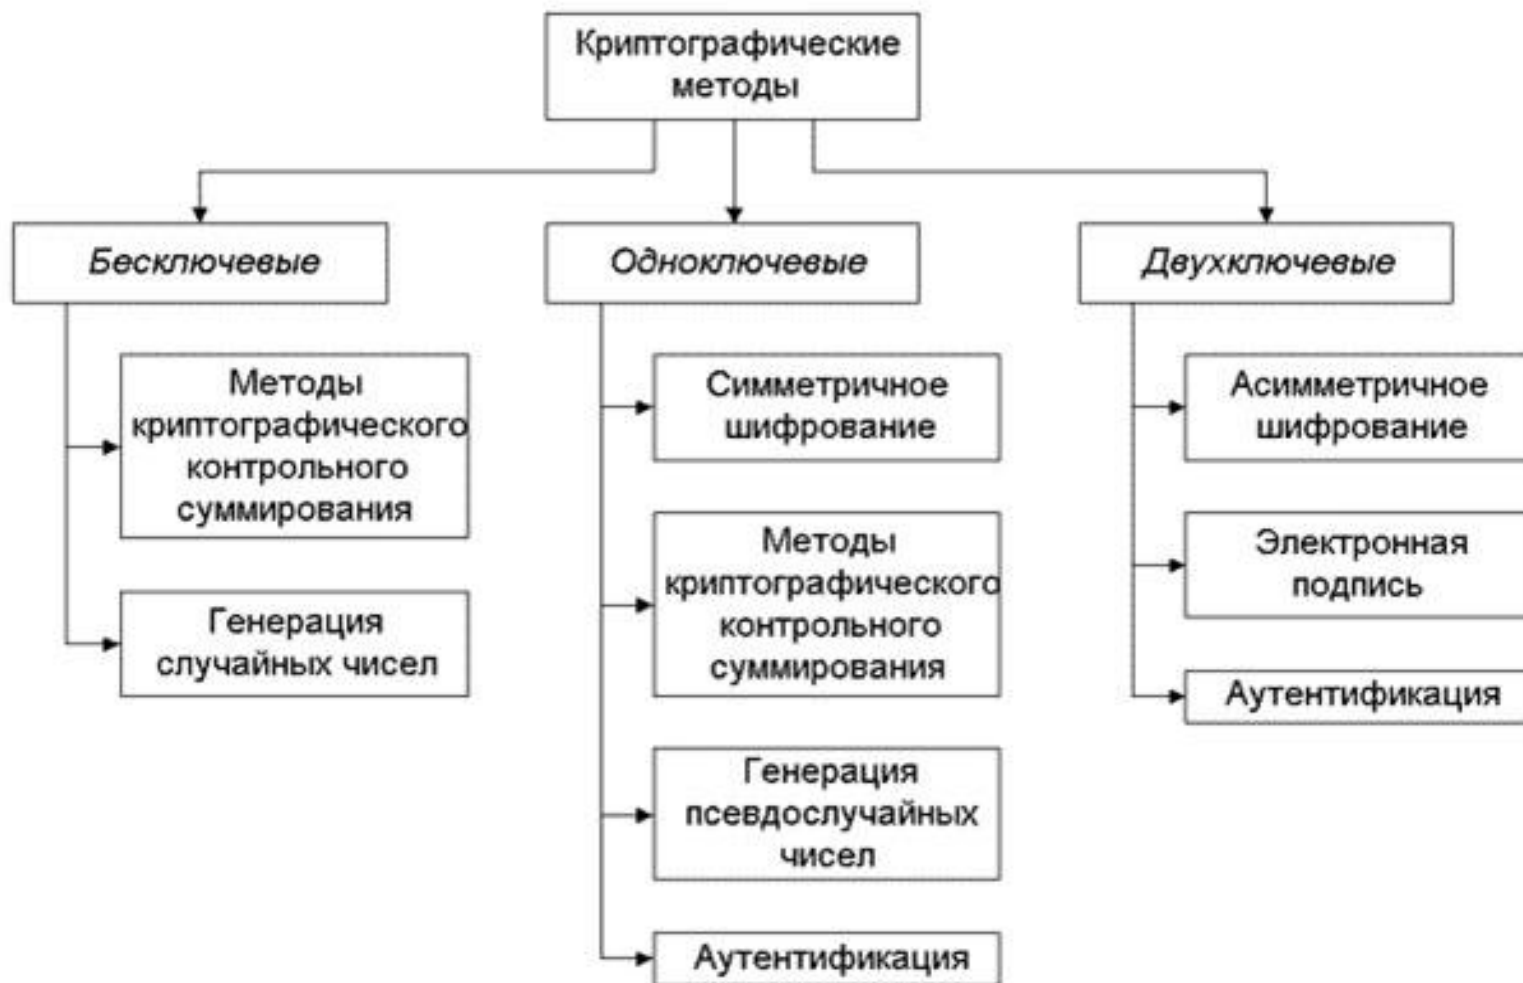 Криптографические
методы
Бесключевые
Методы
криптографического
контрольного
суммирования
Генерация
случайных чисел
Одноключевые
Симметричное
шифрование
Методы
криптографического
контрольного
суммирования
Генерация
псевдослучайных
чисел
Аутентификация
Двухключевые
Асимметричное
шифрование
Электронная
подпись
Аутентификация